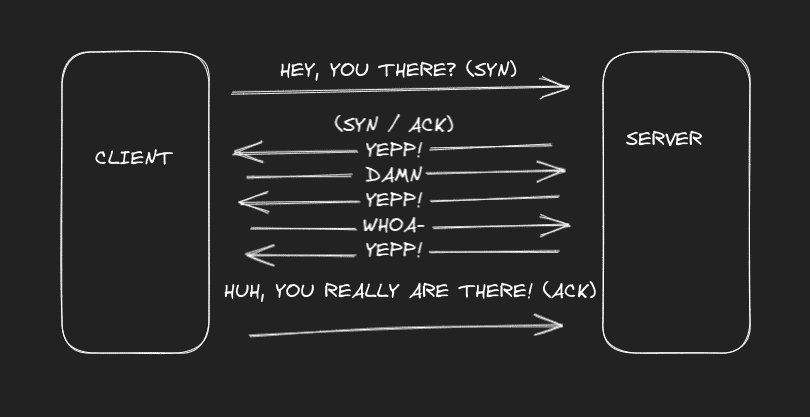 HEY, YOU THERE? (SYN)
(SYN / ACK)
YEPP!
CLIENT
SERVER
DAMN
YEPP!
WHOA-
YEPP!
HUH, YOU REALLY ARE THERE! (ACK)